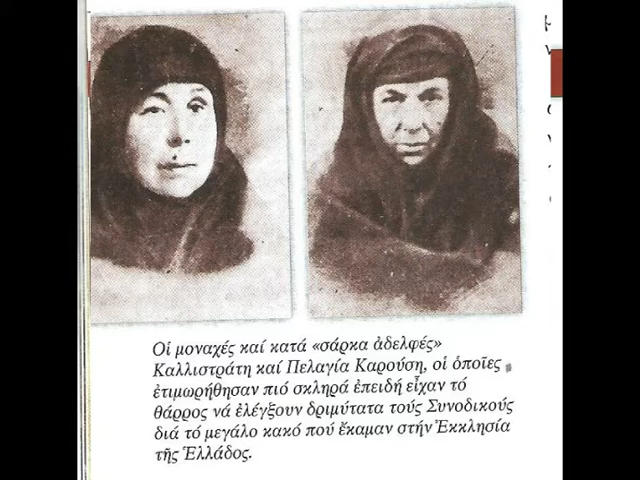 Οἱ μοναχές καί κατά «σάρκα ἀδελφές»
Καλλιστράτη καί Πελαγία Καρούση, οἱ ὁποῖες
ἐτιμωρήθησαν πιό σκληρά ἐπειδή εἶχαν τό
θάρρος νά ἐλέγξουν δριμύτατα τούς Συνοδικούς
διά τό μεγάλο κακό πού ἔκαμαν στήν Ἐκκλησία
τῆς Ἑλλάδος.